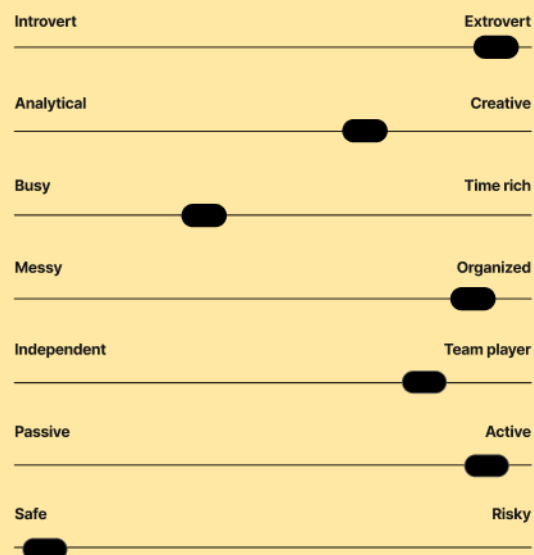 Introvert Extrovert
Analytical Creative
Busy Time rich
Messy Organized
Independent Team player
Passive Active
Safe Risky